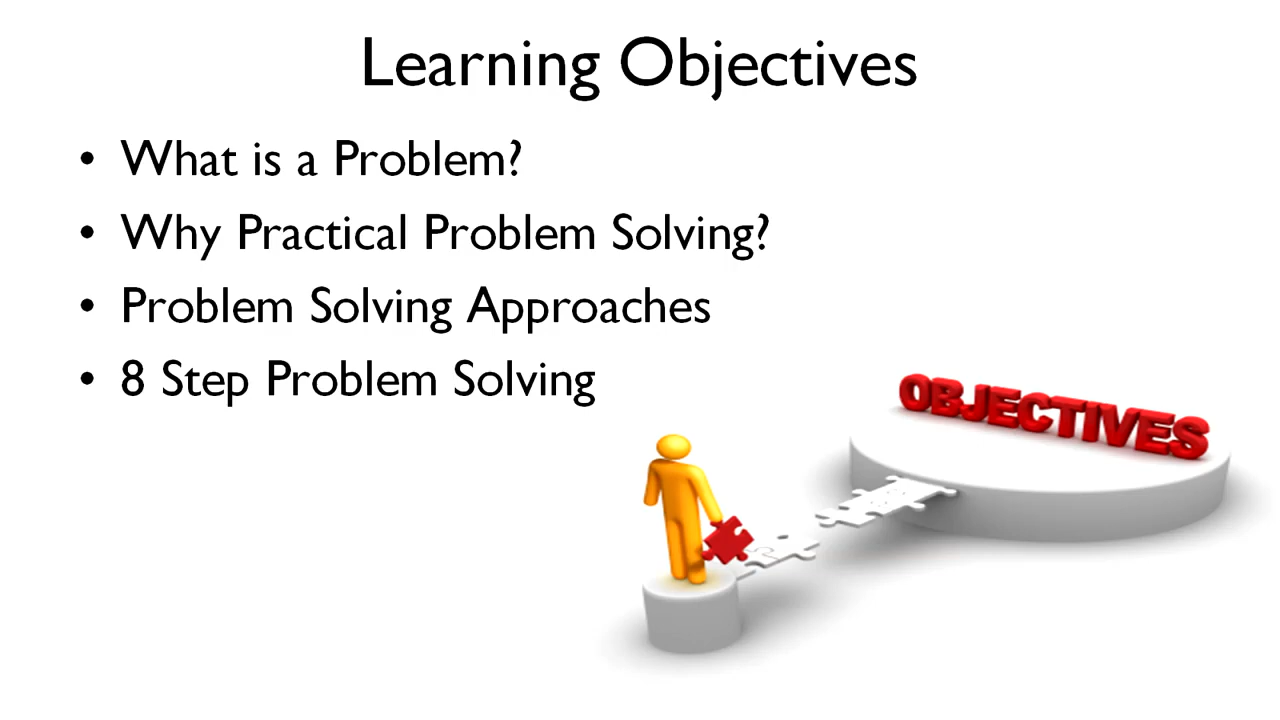 Learning Objectives
• What is a Problem?
• Why Practical Problem Solving?
• Problem Solving Approaches
• 8 Step Problem Solving
OBJECTIVES